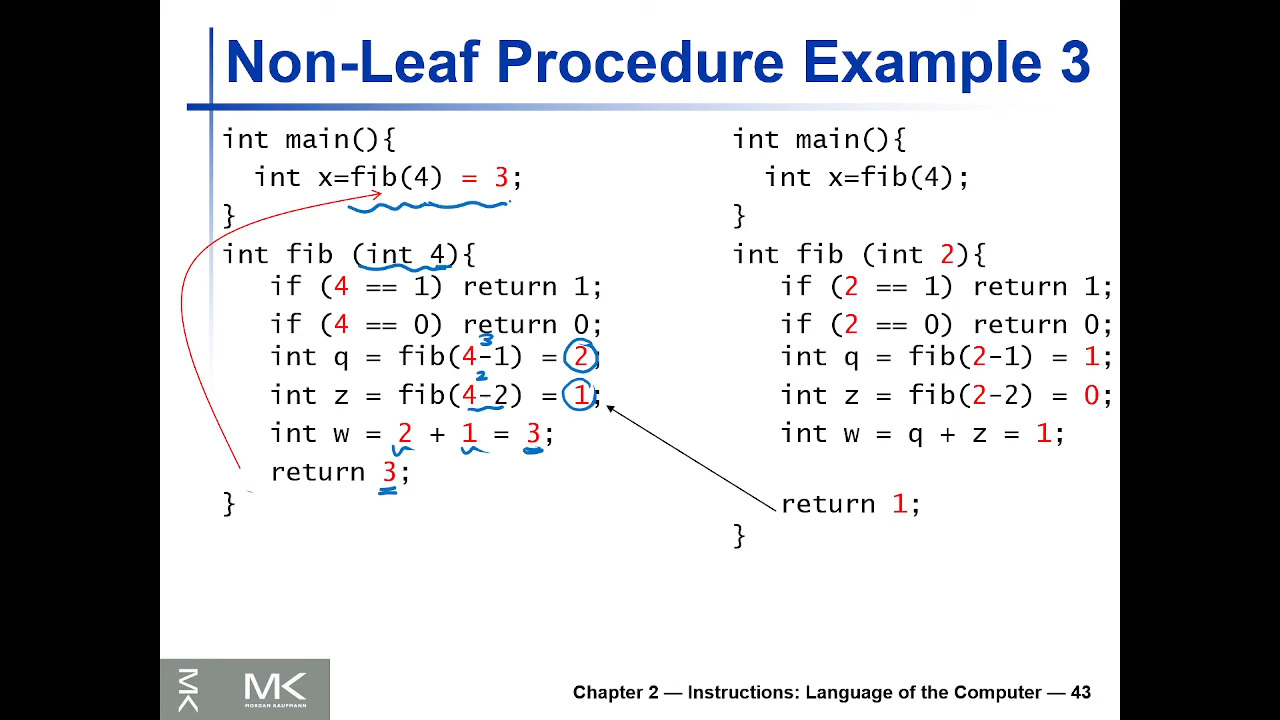 Non-Leaf Procedure Example 3
int main(){
int x=fib(4) = 3;
}
int fib (int 4){
if (4 == 1) return 1;
if (4 == 0) return 0;
3
int q = fib(4-1) = 2;
2
int z = fib(4-2) = 1;
int w = 2 + 1 = 3;
return 3;
}
int main(){
int x=fib(4);
}
int fib (int 2){
if (2 == 1) return 1;
if (2 == 0) return 0;
int q = fib(2-1) = 1;
int z = fib(2-2) = 0;
int w = q + z = 1;
return 1;
}
MK
MK
MORGAN KAUFMANN
Chapter 2 — Instructions: Language of the Computer — 43